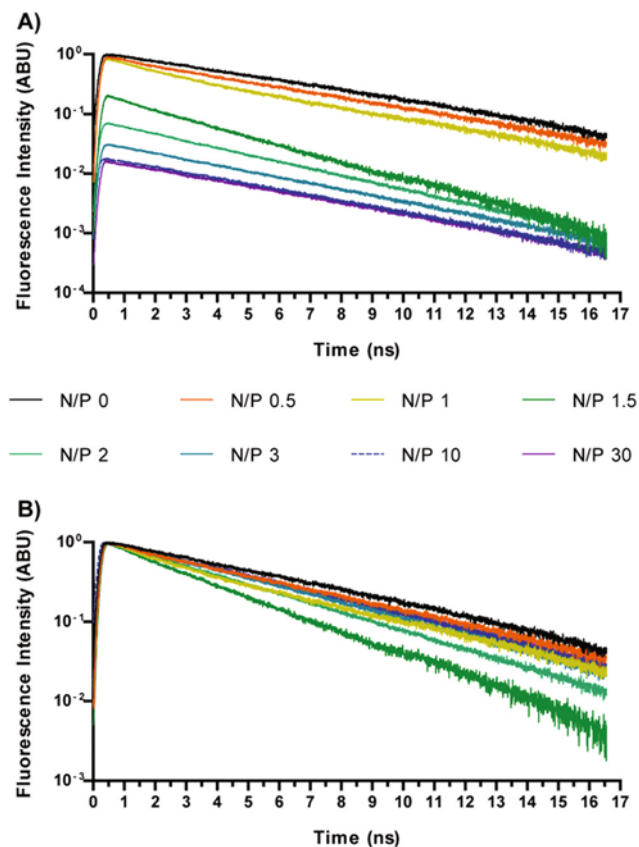 A)
Fluorescence Intensity (ABU)
10⁰
10⁻¹
10⁻²
10⁻³
10⁻⁴
0 1 2 3 4 5 6 7 8 9 10 11 12 13 14 15 16 17
Time (ns)
N/P 0 N/P 0.5 N/P 1 N/P 1.5
N/P 2 N/P 3 N/P 10 N/P 30
B)
Fluorescence Intensity (ABU)
10⁰
10⁻¹
10⁻²
10⁻³
0 1 2 3 4 5 6 7 8 9 10 11 12 13 14 15 16 17
Time (ns)